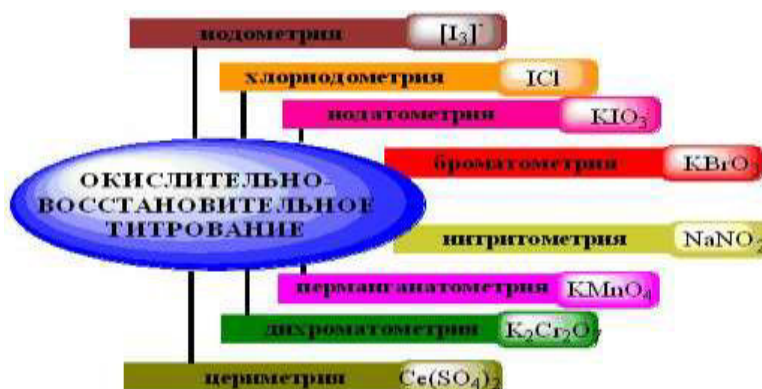 иодометрия [I₃]⁻
хлориодометрия ICl
иодатометрия KIO₃
броматометрия KBrO₃
ОКИСЛИТЕЛЬНО-
ВОССТАНОВИТЕЛЬНОЕ
ТИТРОВАНИЕ
нитритометрия NaNO₂
перманганатометрия KMnO₄
дихроматометрия K₂Cr₂O₇
цериметрия Ce(SO₄)₂